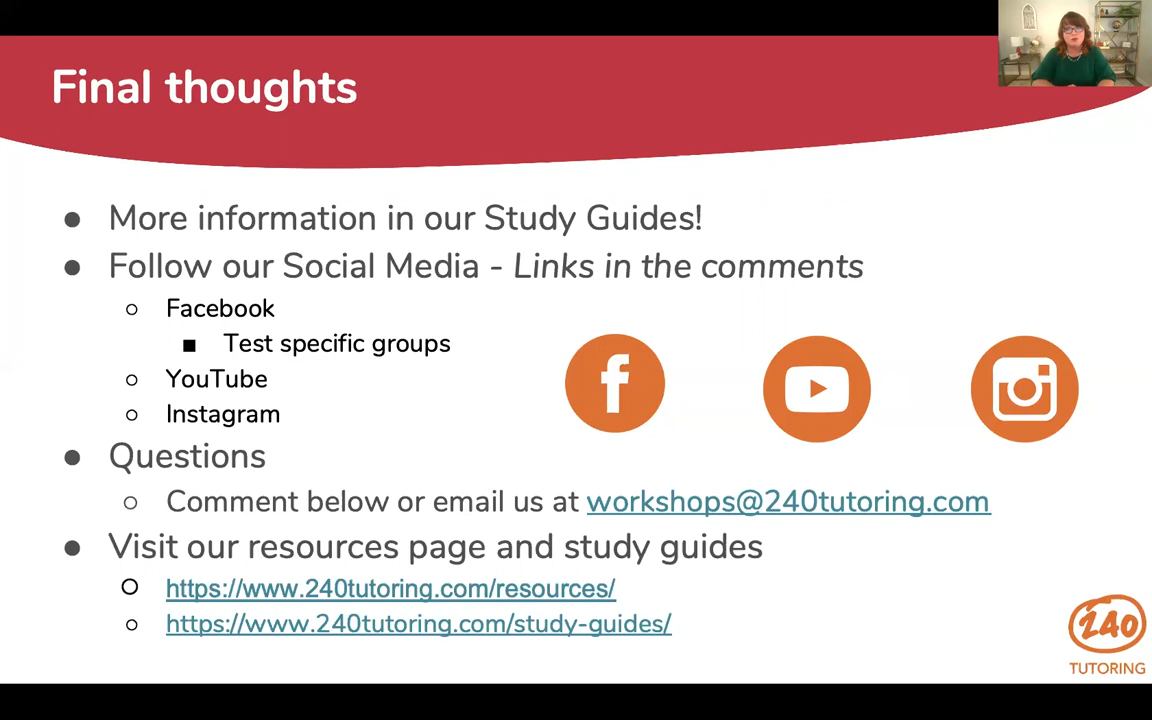 Final thoughts
● More information in our Study Guides!
● Follow our Social Media - Links in the comments
○ Facebook
■ Test specific groups
○ YouTube
○ Instagram
● Questions
○ Comment below or email us at workshops@240tutoring.com
● Visit our resources page and study guides
○ https://www.240tutoring.com/resources/
○ https://www.240tutoring.com/study-guides/
240
TUTORING